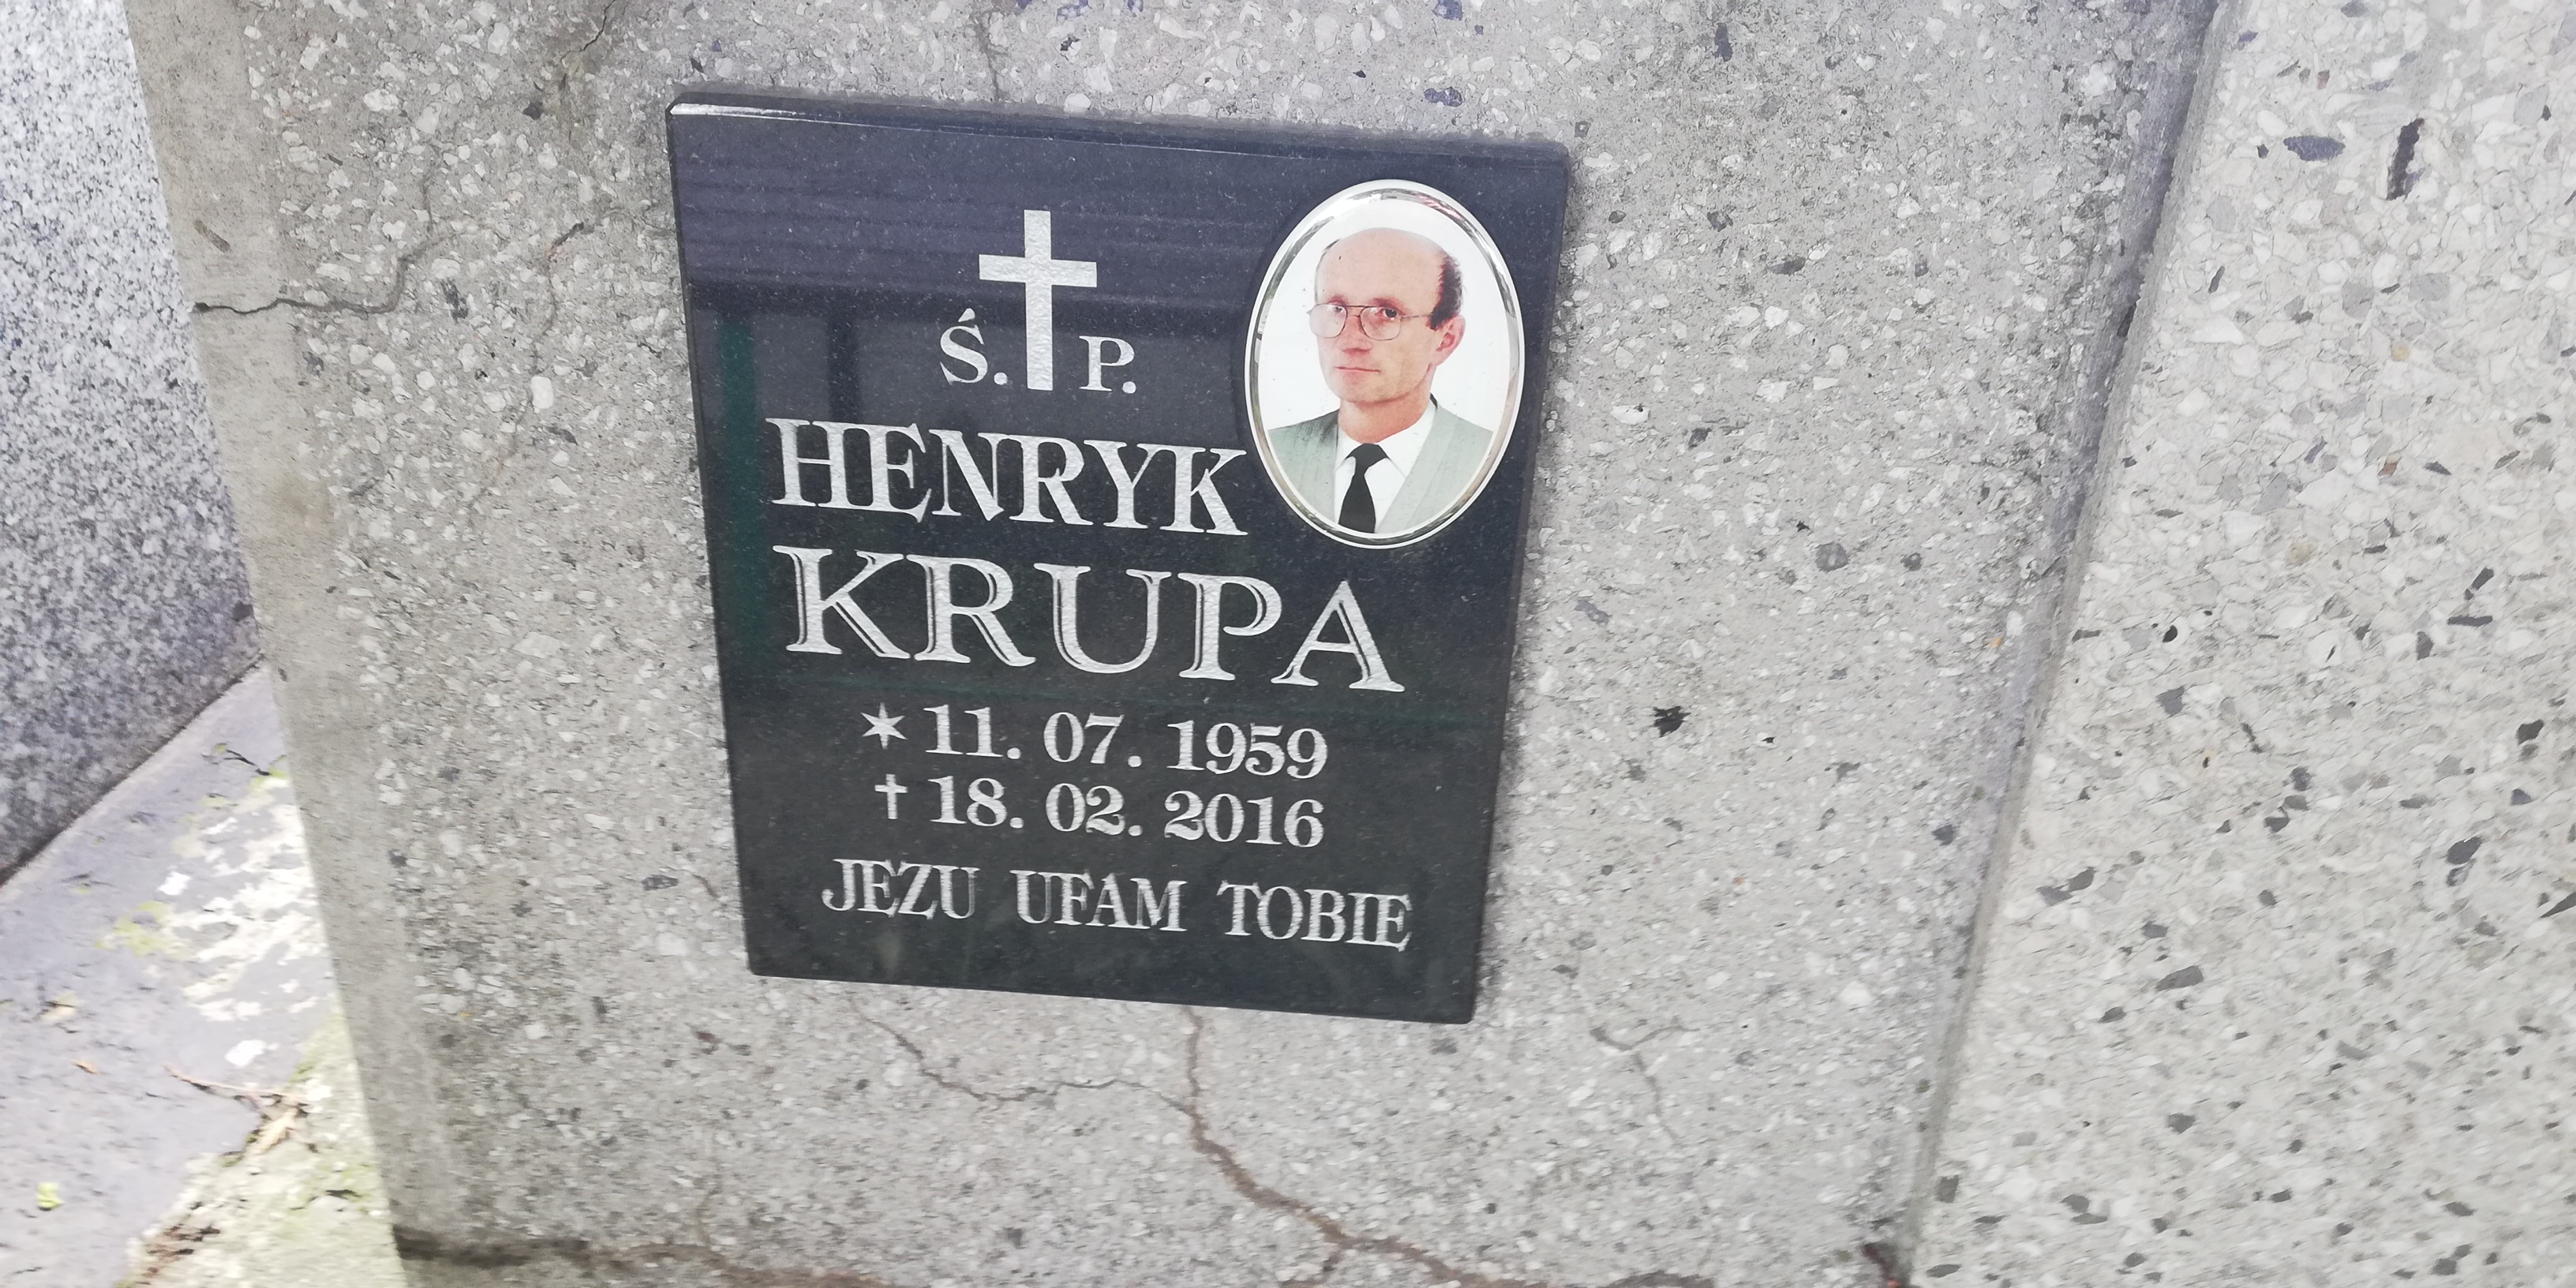 Ś. P.
HENRYK
KRUPA
✶ 11. 07. 1959
✝ 18. 02. 2016
JEZU UFAM TOBIE